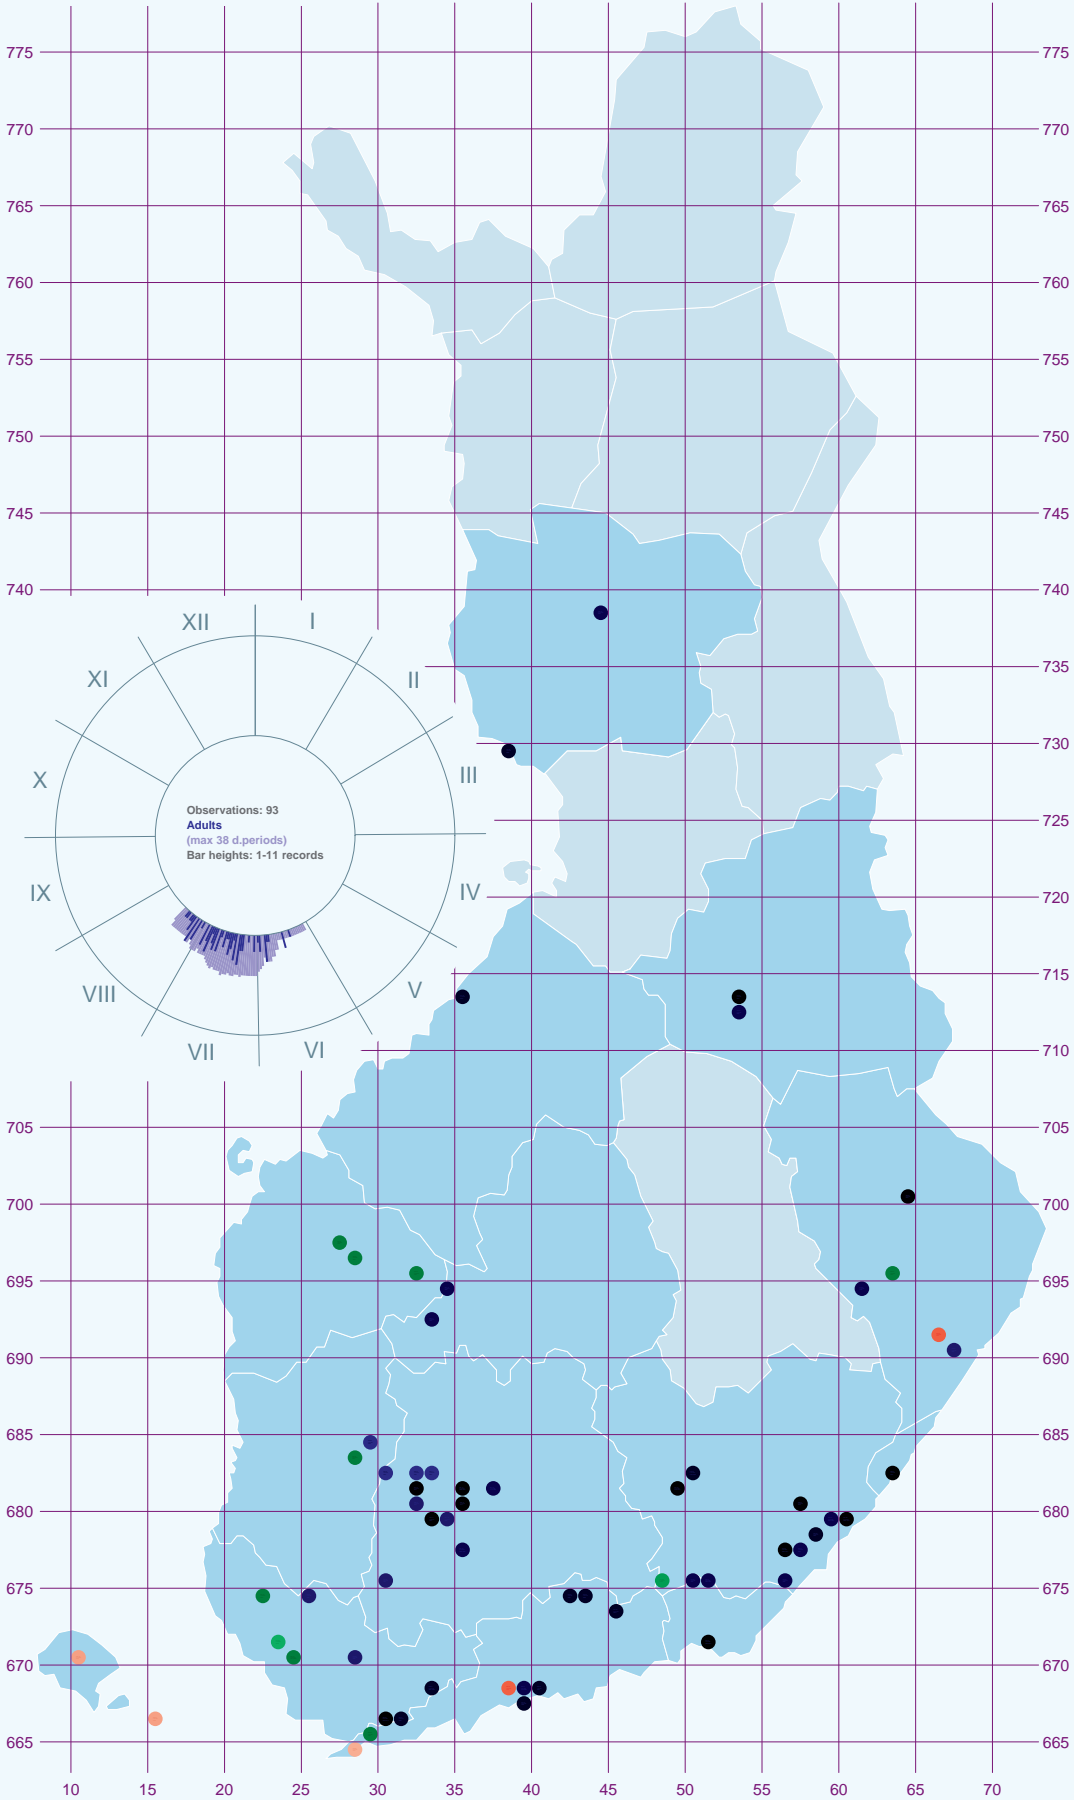 775 775
770 770
765 765
760 760
755 755
750 750
745 745
740 740
XII I
XI II
735 735
730 730
X III
Observations: 93
Adults
(max 38 d.periods)
Bar heights: 1-11 records
725 725
IX IV
720 720
VIII V
715 715
VII VI
710 710
705 705
700 700
695 695
690 690
685 685
680 680
675 675
670 670
665 665
10 15 20 25 30 35 40 45 50 55 60 65 70